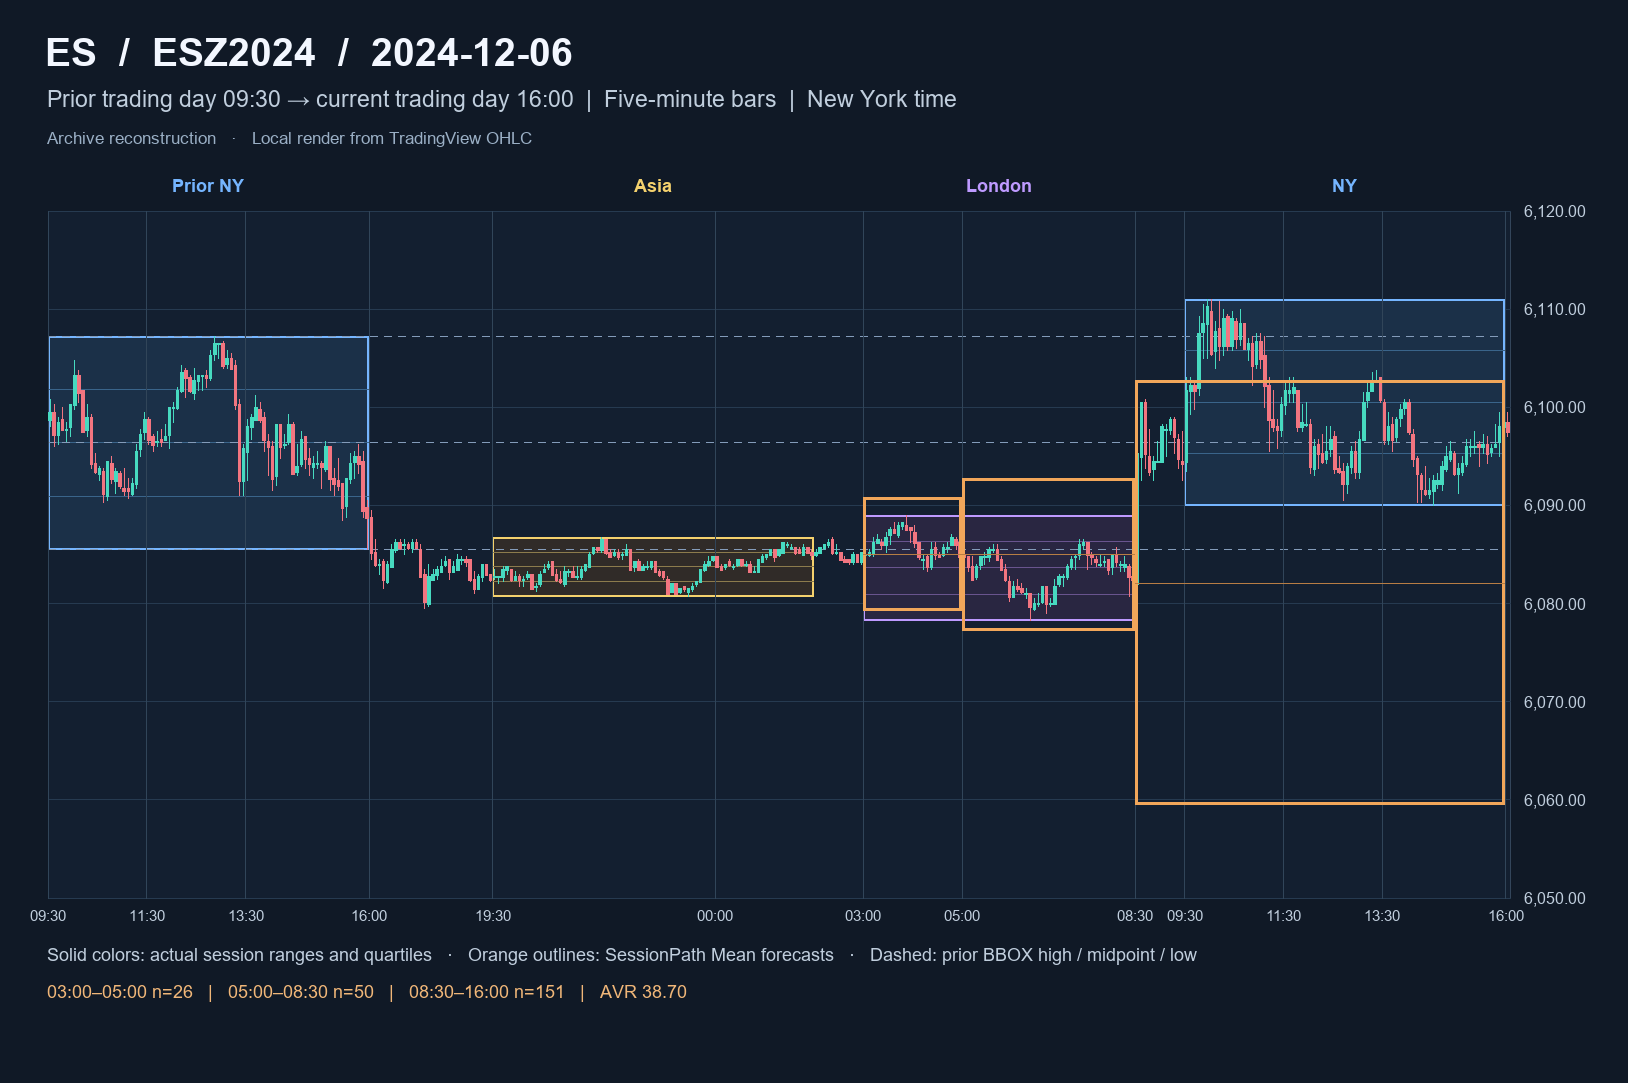 ES / ESZ2024 / 2024-12-06
Prior trading day 09:30 → current trading day 16:00 | Five-minute bars | New York time
Archive reconstruction · Local render from TradingView OHLC
Prior NY Asia London NY
6,120.00
6,110.00
6,100.00
6,090.00
6,080.00
6,070.00
6,060.00
6,050.00
09:30 11:30 13:30 16:00 19:30 00:00 03:00 05:00 08:30 09:30 11:30 13:30 16:00
Solid colors: actual session ranges and quartiles · Orange outlines: SessionPath Mean forecasts · Dashed: prior BBOX high / midpoint / low
03:00–05:00 n=26 | 05:00–08:30 n=50 | 08:30–16:00 n=151 | AVR 38.70